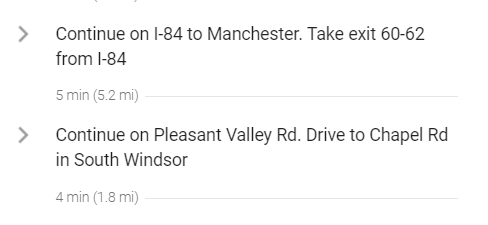 Continue on I-84 to Manchester. Take exit 60-62
from I-84
5 min (5.2 mi)
Continue on Pleasant Valley Rd. Drive to Chapel Rd
in South Windsor
4 min (1.8 mi)